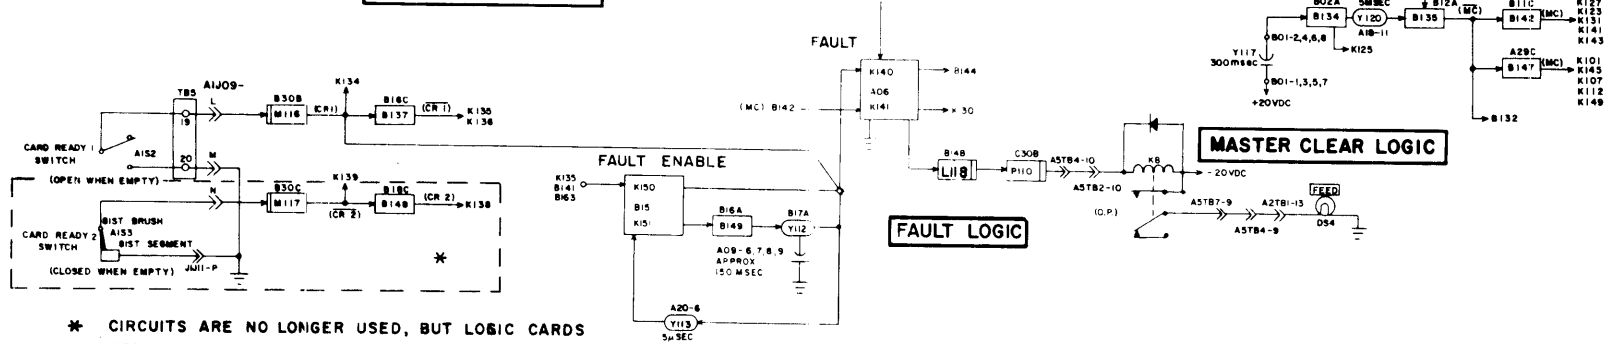 FAULT
K140
A06
K141
B144
K30
(MC) B142
K134
A1J09-
TB5
L
19
B30B
M116
(CR1)
B18C
B137
(CR 1)
K135
K136
CARD READY 1
SWITCH
A1S2
20
M
(OPEN WHEN EMPTY)
N
B30C
M117
K139
(CR 2)
B18C
B148
(CR 2)
K138
81ST BRUSH
A1S3
CARD READY 2
SWITCH
81ST SEGMENT
(CLOSED WHEN EMPTY)
J1J11-P
*
* CIRCUITS ARE NO LONGER USED, BUT LOGIC CARDS
FAULT ENABLE
K135
B141
B163
K150
B15
K151
B16A
B149
B17A
Y112
A09-6,7,8,9
APPROX
150 MSEC
A20-6
Y113
5µSEC
B14B
L118
C30B
P110
A5TB4-10
K8
A5TB2-10
-20VDC
(O.P.)
A5TB7-9
A5TB4-9
A2TB1-13
FEED
DS4
FAULT LOGIC
MASTER CLEAR LOGIC
Y117
300msec
B01-2,4,6,8
B01-1,3,5,7
+20VDC
B02A
B134
K125
5MSEC
Y120
A18-11
B12A
B135
(MC)
B11C
B142
(MC)
K127
K123
K131
K141
K143
A29C
B147
(MC)
K101
K145
K107
K112
K149
B132